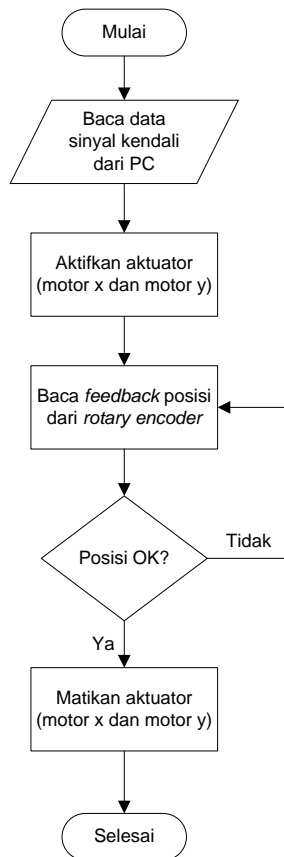 Mulai
Baca data
sinyal kendali
dari PC
Aktifkan aktuator
(motor x dan motor y)
Baca feedback posisi
dari rotary encoder
Posisi OK?
Tidak
Ya
Matikan aktuator
(motor x dan motor y)
Selesai